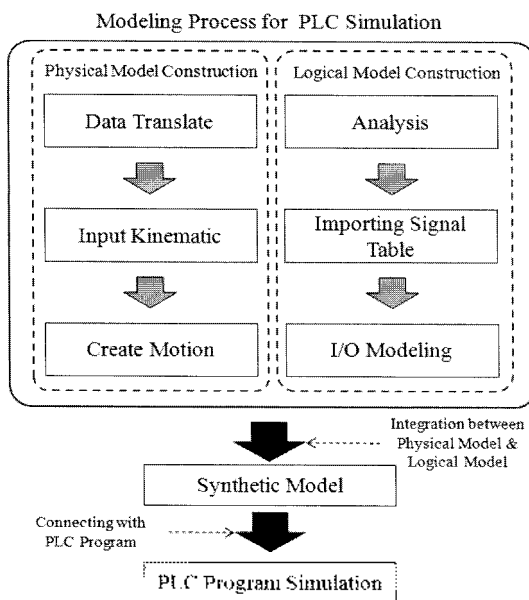 Modeling Process for PLC Simulation
Physical Model Construction
Data Translate
Input Kinematic
Create Motion
Logical Model Construction
Analysis
Importing Signal
Table
I/O Modeling
Integration between
Physical Model &
Logical Model
Synthetic Model
Connecting with
PLC Program
PLC Program Simulation